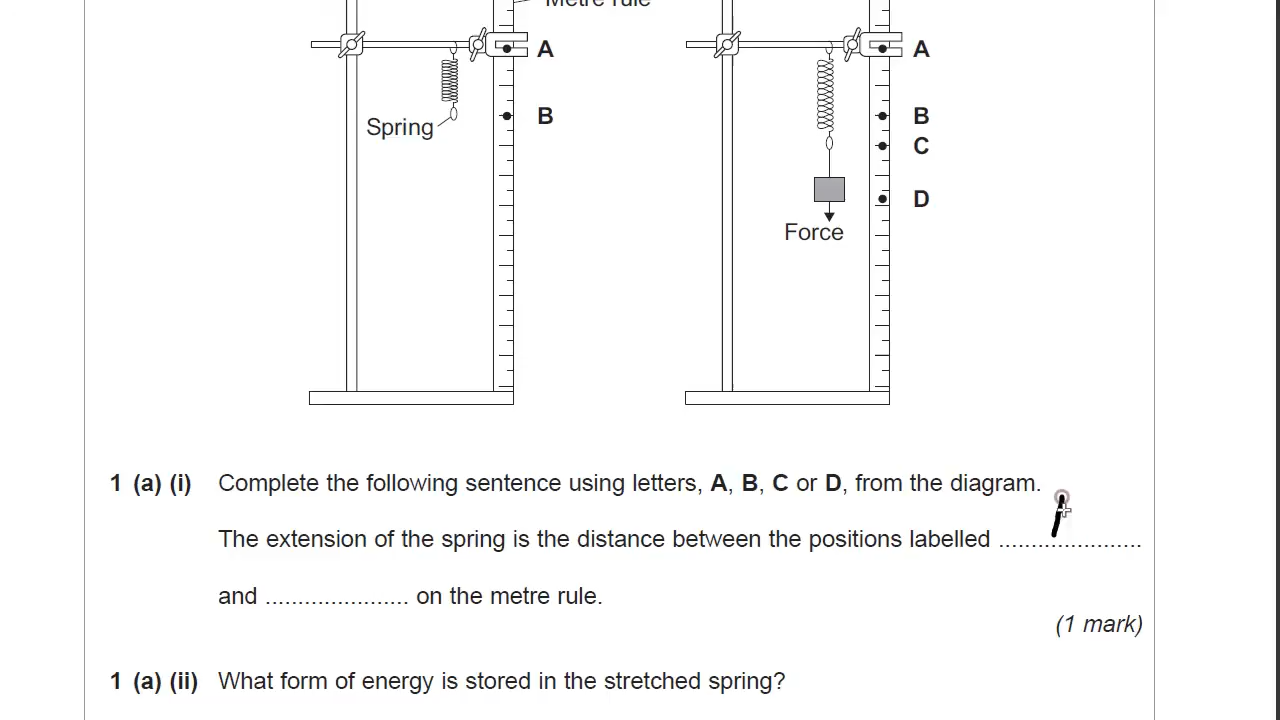 Metre rule
A
A
B
Spring
B
C
D
Force
1 (a) (i) Complete the following sentence using letters, A, B, C or D, from the diagram.
The extension of the spring is the distance between the positions labelled ......................
and ...................... on the metre rule.
(1 mark)
1 (a) (ii) What form of energy is stored in the stretched spring?